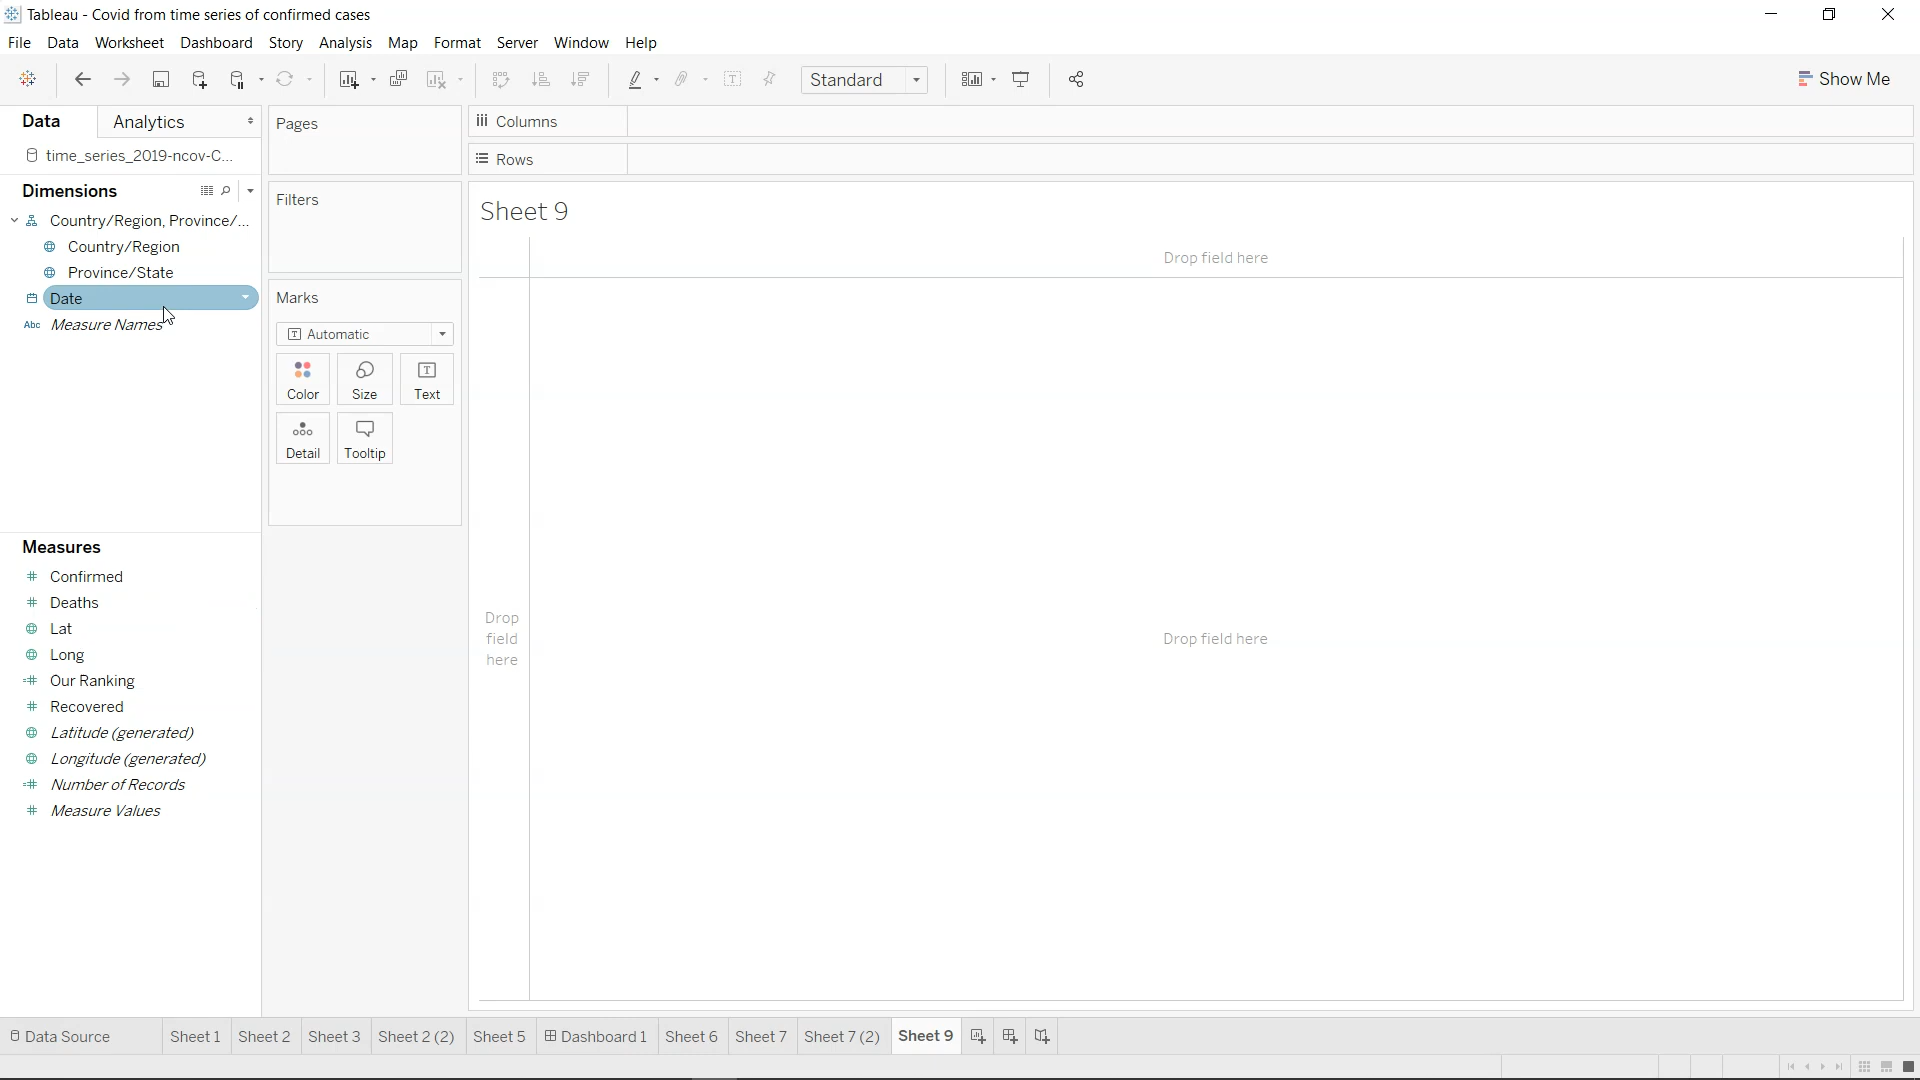 Tableau - Covid from time series of confirmed cases
File Data Worksheet Dashboard Story Analysis Map Format Server Window Help
Standard
Show Me
Data
Analytics
Pages
Columns
time_series_2019-ncov-C...
Rows
Dimensions
Filters
Sheet 9
Country/Region, Province/...
Country/Region
Drop field here
Province/State
Date
Marks
Abc Measure Names
Automatic
Color Size Text
Detail Tooltip
Measures
Confirmed
Deaths
Lat
Long
Our Ranking
Recovered
Latitude (generated)
Longitude (generated)
Number of Records
Measure Values
Drop
field
here
Drop field here
Data Source Sheet 1 Sheet 2 Sheet 3 Sheet 2 (2) Sheet 5 Dashboard 1 Sheet 6 Sheet 7 Sheet 7 (2) Sheet 9